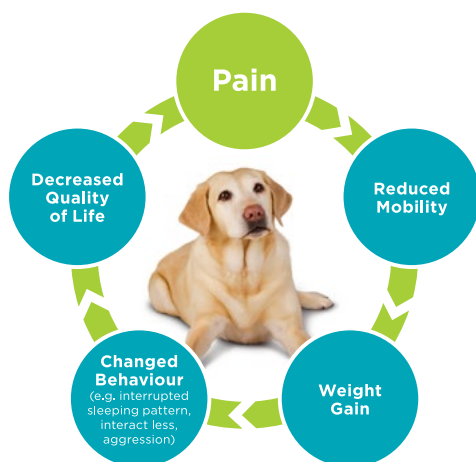 Pain
Reduced
Mobility
Weight
Gain
Changed
Behaviour
(e.g. interrupted
sleeping pattern,
interact less,
aggression)
Decreased
Quality
of Life